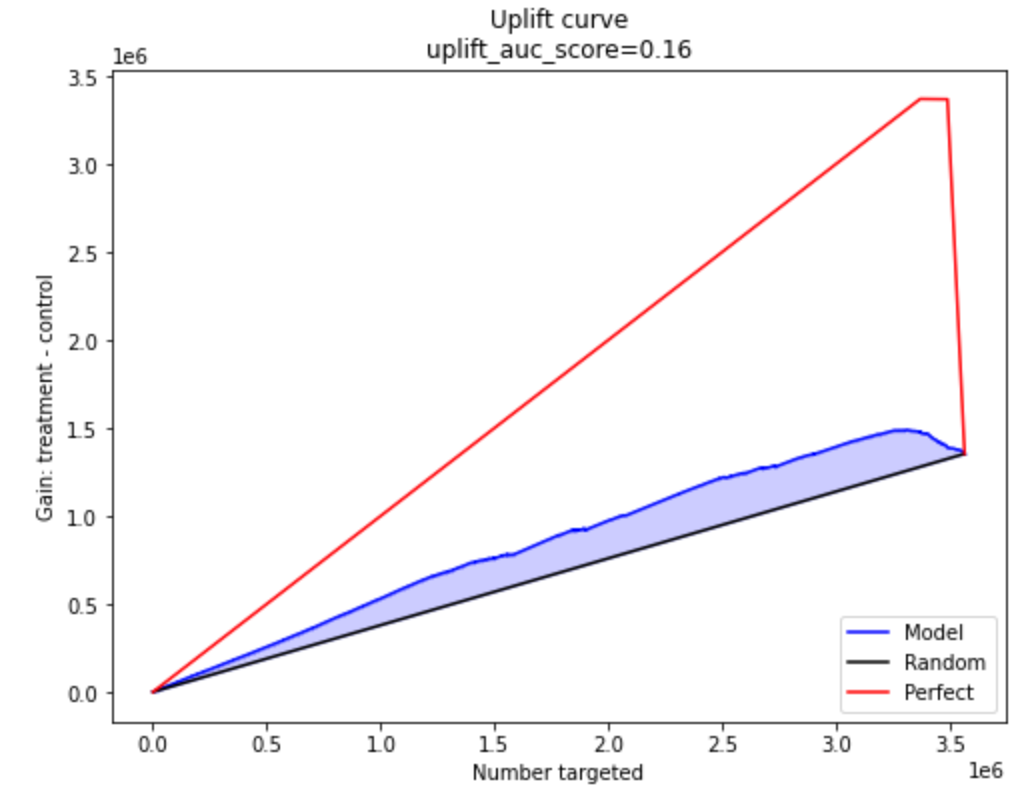 Uplift curve
uplift_auc_score=0.16
1e6
3.5
3.0
2.5
2.0
1.5
1.0
0.5
0.0
Gain: treatment - control
Model
Random
Perfect
0.0 0.5 1.0 1.5 2.0 2.5 3.0 3.5
Number targeted
1e6